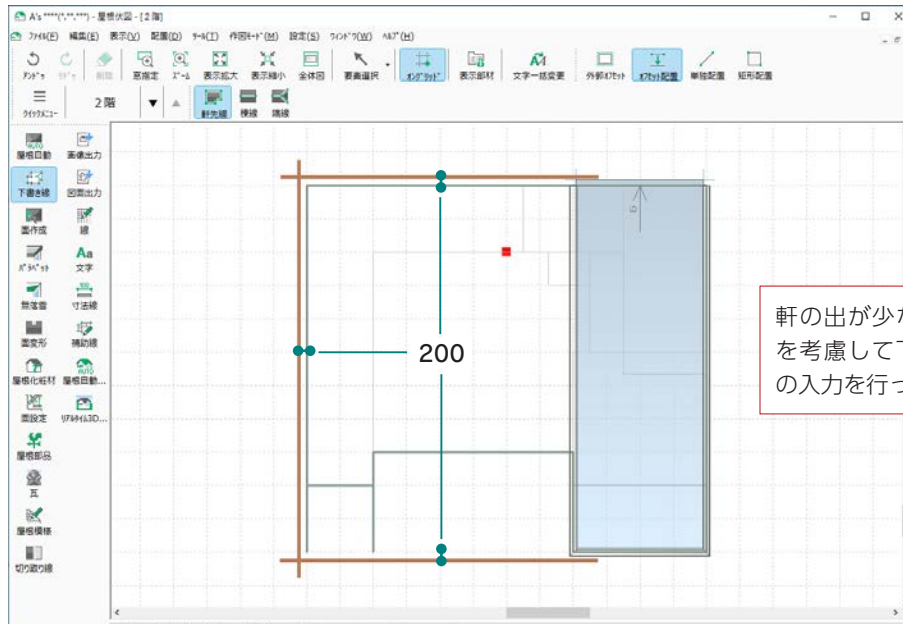 A's ****(*.**.***) - 屋根伏図 - [2 階]
ﾌｧｲﾙ(F) 編集(E) 表示(V) 配置(D) ﾂｰﾙ(T) 作図ﾓｰﾄﾞ(M) 設定(S) ｳｨﾝﾄﾞｳ(W) ﾍﾙﾌﾟ(H)
ｱﾝﾄﾞｩ ﾘﾄﾞｩ 削除 窓指定 ｽﾞｰﾑ 表示拡大 表示縮小 全体図 要素選択 ｵﾝｸﾞﾘｯﾄﾞ 表示部材 文字一括変更 外部ｵﾌｾｯﾄ ｵﾌｾｯﾄ配置 単独配置 矩形配置
ｸｲｯｸﾒﾆｭｰ 2 階 ▼ ▲ 軒先線 棟線 端線
屋根自動 画像出力
下書き線 図面出力
面作成 線
ﾊﾟﾗﾍﾟｯﾄ 文字
無落雪 寸法線
面変形 補助線
屋根化粧材 屋根自動...
面設定 ﾘｱﾙﾀｲﾑ3D...
屋根部品
瓦
屋根模様
切り取り線
200
軒の出が少な
を考慮して下
の入力を行っ